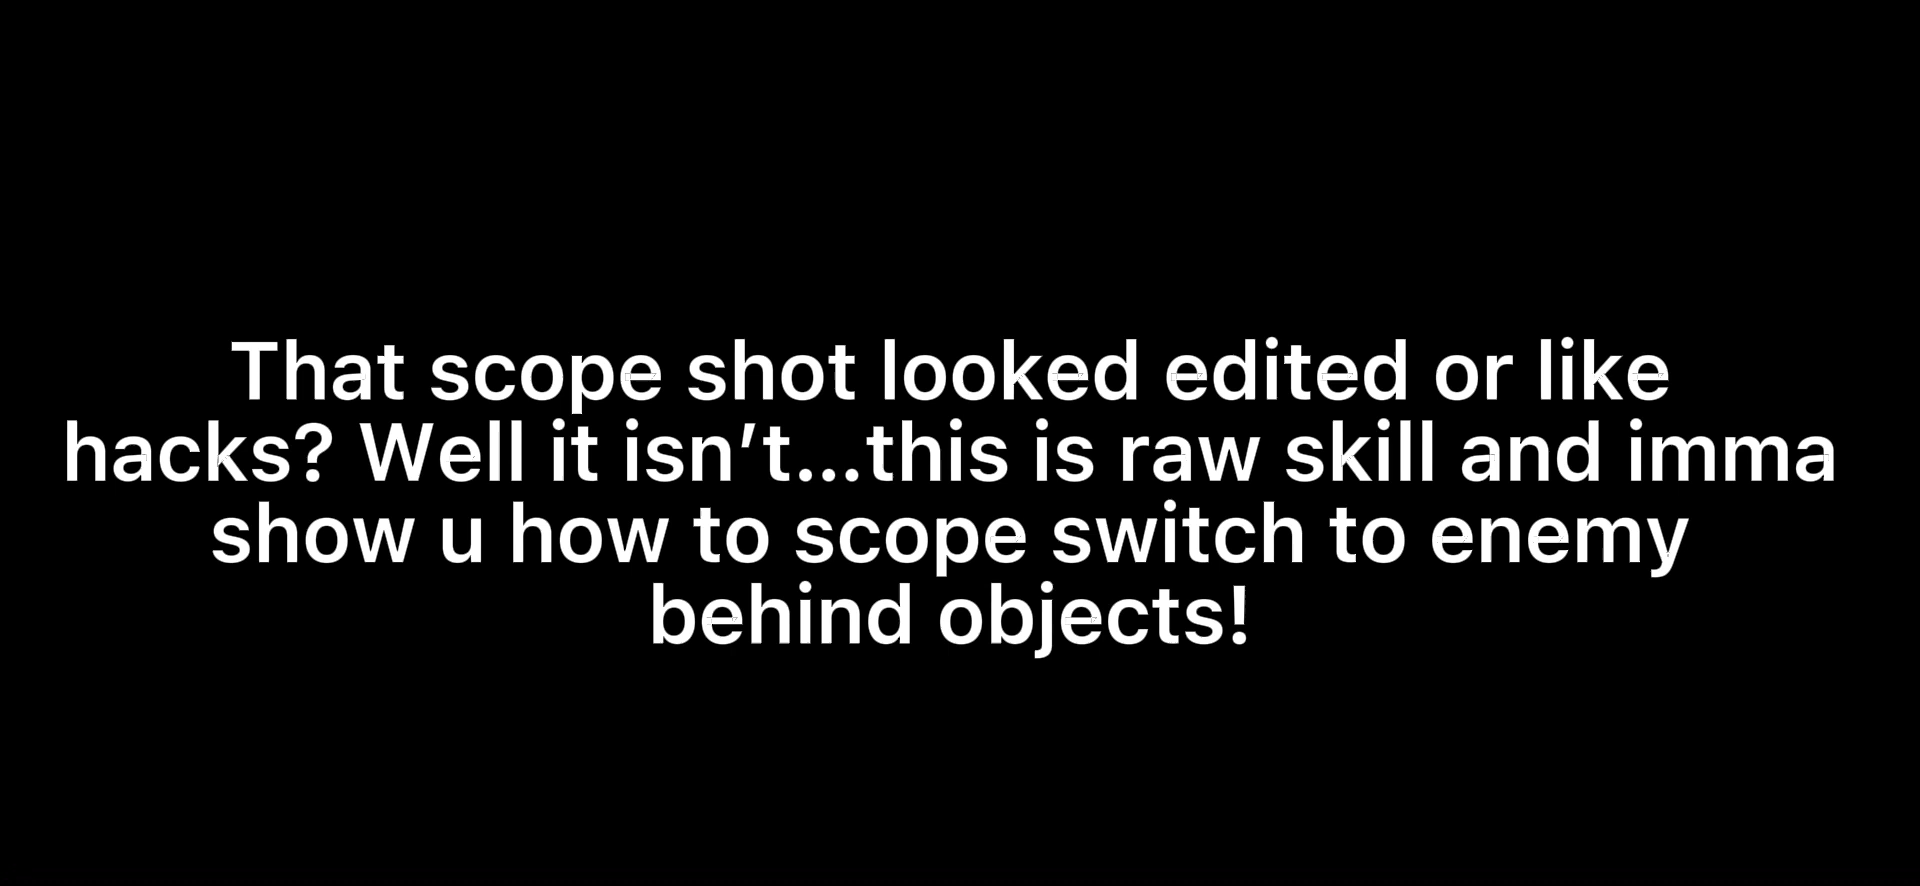 That scope shot looked edited or like
hacks? Well it isn’t...this is raw skill and imma
show u how to scope switch to enemy
behind objects!